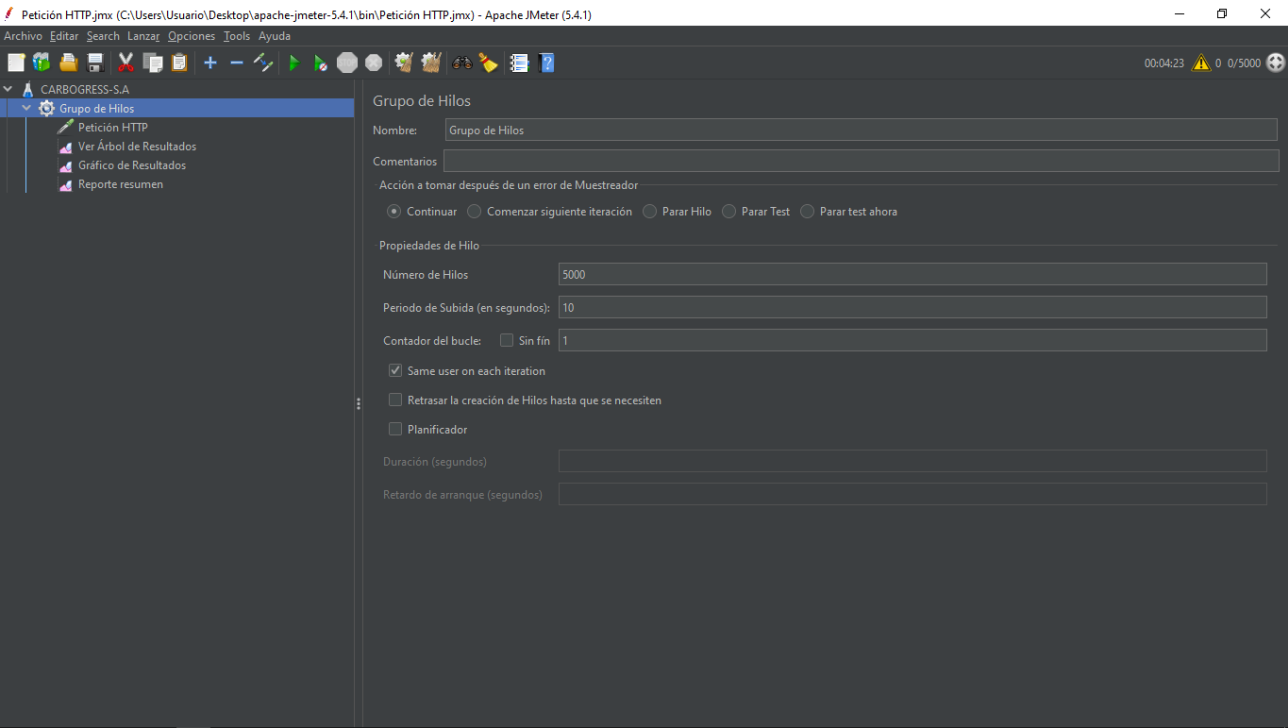 Petición HTTP.jmx (C:\Users\Usuario\Desktop\apache-jmeter-5.4.1\bin\Petición HTTP.jmx) - Apache JMeter (5.4.1)
Archivo Editar Search Lanzar Opciones Tools Ayuda
00:04:23 0 0/5000
CARBOGRESS-S.A
Grupo de Hilos
Petición HTTP
Ver Árbol de Resultados
Gráfico de Resultados
Reporte resumen
Grupo de Hilos
Nombre: Grupo de Hilos
Comentarios
Acción a tomar después de un error de Muestreador
Continuar Comenzar siguiente iteración Parar Hilo Parar Test Parar test ahora
Propiedades de Hilo
Número de Hilos 5000
Periodo de Subida (en segundos): 10
Contador del bucle: Sin fín 1
Same user on each iteration
Retrasar la creación de Hilos hasta que se necesiten
Planificador
Duración (segundos)
Retardo de arranque (segundos)